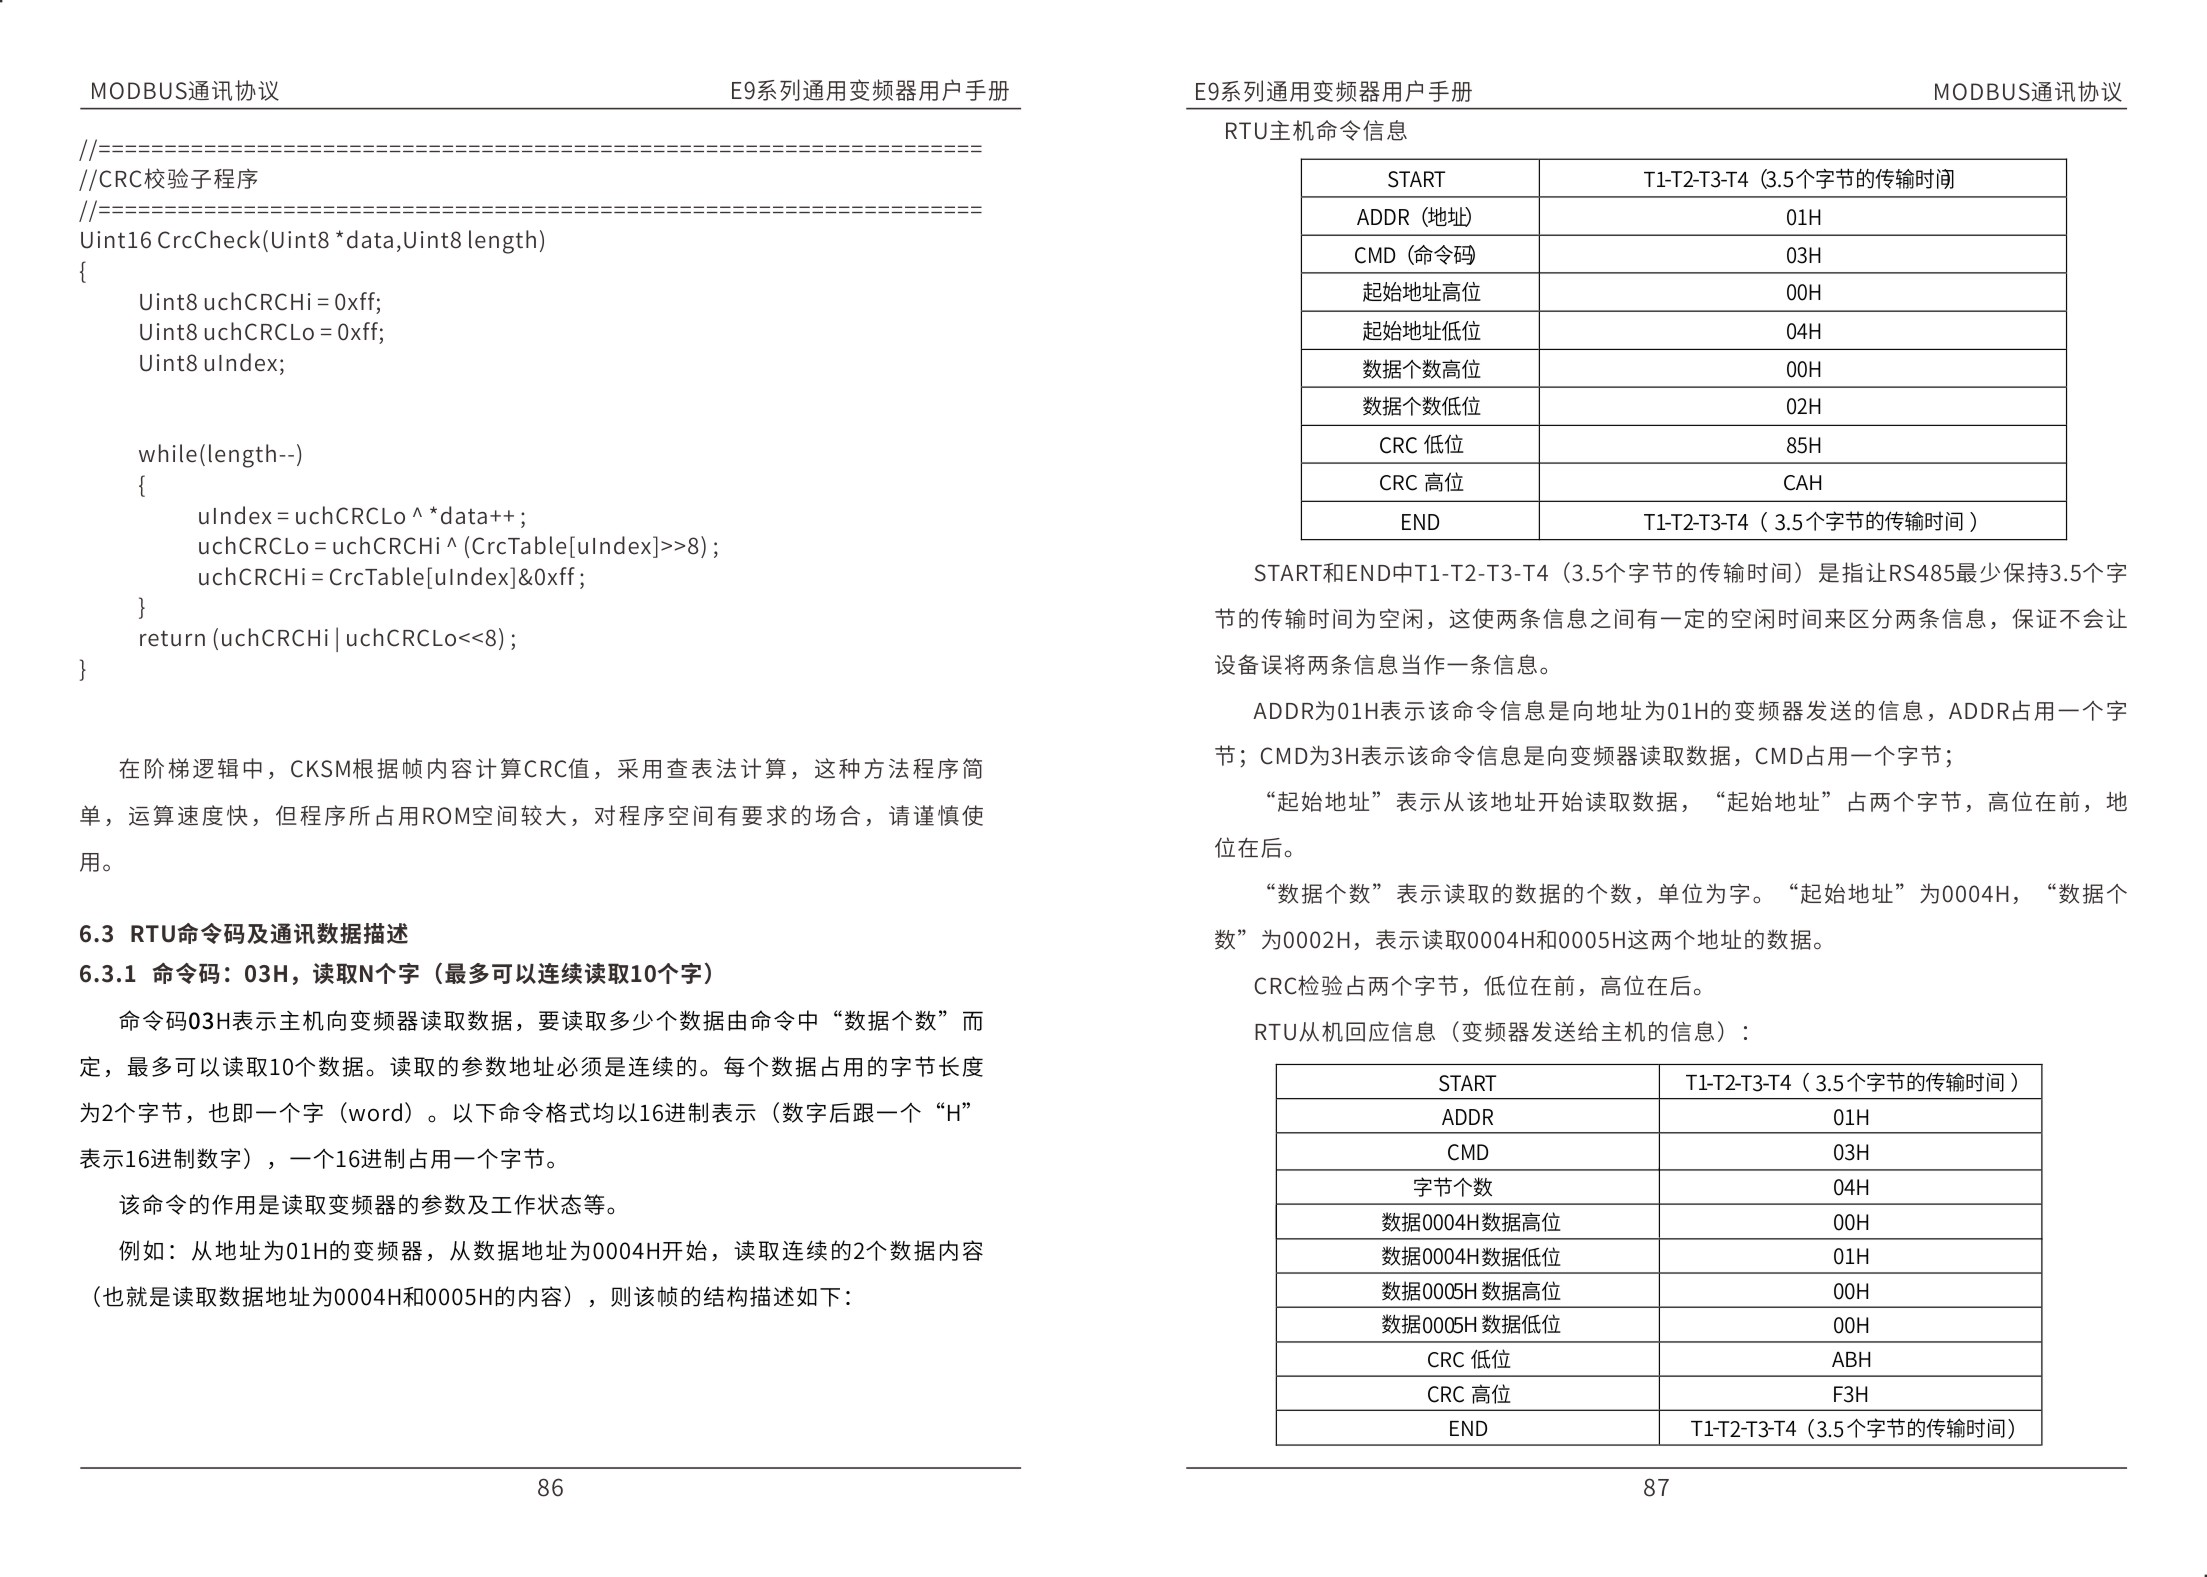 MODBUS通讯协议 E9系列通用变频器用户手册
//===================================================================
//CRC校验子程序
//===================================================================
Uint16 CrcCheck(Uint8 *data,Uint8 length)
{
Uint8 uchCRCHi = 0xff;
Uint8 uchCRCLo = 0xff;
Uint8 uIndex;
while(length--)
{
uIndex = uchCRCLo ^ *data++ ;
uchCRCLo = uchCRCHi ^ (CrcTable[uIndex]>>8) ;
uchCRCHi = CrcTable[uIndex]&0xff ;
}
return (uchCRCHi | uchCRCLo<<8) ;
}
在阶梯逻辑中，CKSM根据帧内容计算CRC值，采用查表法计算，这种方法程序简
单，运算速度快，但程序所占用ROM空间较大，对程序空间有要求的场合，请谨慎使
用。
6.3 RTU命令码及通讯数据描述
6.3.1 命令码：03H，读取N个字（最多可以连续读取10个字）
命令码03H表示主机向变频器读取数据，要读取多少个数据由命令中“数据个数”而
定，最多可以读取10个数据。读取的参数地址必须是连续的。每个数据占用的字节长度
为2个字节，也即一个字（word）。以下命令格式均以16进制表示（数字后跟一个“H”
表示16进制数字），一个16进制占用一个字节。
该命令的作用是读取变频器的参数及工作状态等。
例如：从地址为01H的变频器，从数据地址为0004H开始，读取连续的2个数据内容
（也就是读取数据地址为0004H和0005H的内容），则该帧的结构描述如下：
86
E9系列通用变频器用户手册 MODBUS通讯协议
RTU主机命令信息
START T1-T2-T3-T4（3.5个字节的传输时间）
ADDR（地址） 01H
CMD（命令码） 03H
起始地址高位 00H
起始地址低位 04H
数据个数高位 00H
数据个数低位 02H
CRC 低位 85H
CRC 高位 CAH
END T1-T2-T3-T4（ 3.5个字节的传输时间 ）
START和END中T1-T2-T3-T4（3.5个字节的传输时间）是指让RS485最少保持3.5个字
节的传输时间为空闲，这使两条信息之间有一定的空闲时间来区分两条信息，保证不会让
设备误将两条信息当作一条信息。
ADDR为01H表示该命令信息是向地址为01H的变频器发送的信息，ADDR占用一个字
节；CMD为3H表示该命令信息是向变频器读取数据，CMD占用一个字节；
“起始地址”表示从该地址开始读取数据，“起始地址”占两个字节，高位在前，地
位在后。
“数据个数”表示读取的数据的个数，单位为字。“起始地址”为0004H，“数据个
数”为0002H，表示读取0004H和0005H这两个地址的数据。
CRC检验占两个字节，低位在前，高位在后。
RTU从机回应信息（变频器发送给主机的信息）：
START T1-T2-T3-T4（ 3.5个字节的传输时间 ）
ADDR 01H
CMD 03H
字节个数 04H
数据0004H数据高位 00H
数据0004H数据低位 01H
数据0005H 数据高位 00H
数据0005H 数据低位 00H
CRC 低位 ABH
CRC 高位 F3H
END T1-T2-T3-T4（3.5个字节的传输时间）
87